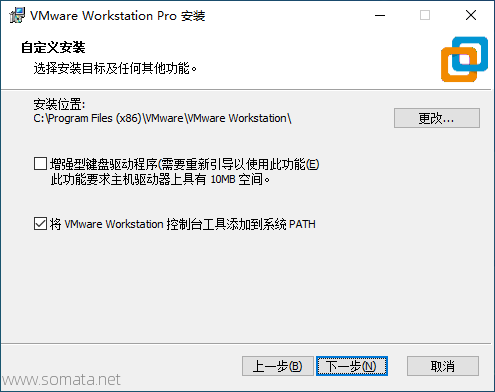 VMware Workstation Pro 安装
自定义安装
选择安装目标及任何其他功能。
安装位置:
C:\Program Files (x86)\VMware\VMware Workstation\
更改...
增强型键盘驱动程序(需要重新引导以使用此功能(E)
此功能要求主机驱动器上具有 10MB 空间。
将 VMware Workstation 控制台工具添加到系统 PATH
上一步(B)
下一步(N)
取消
www.somata.net